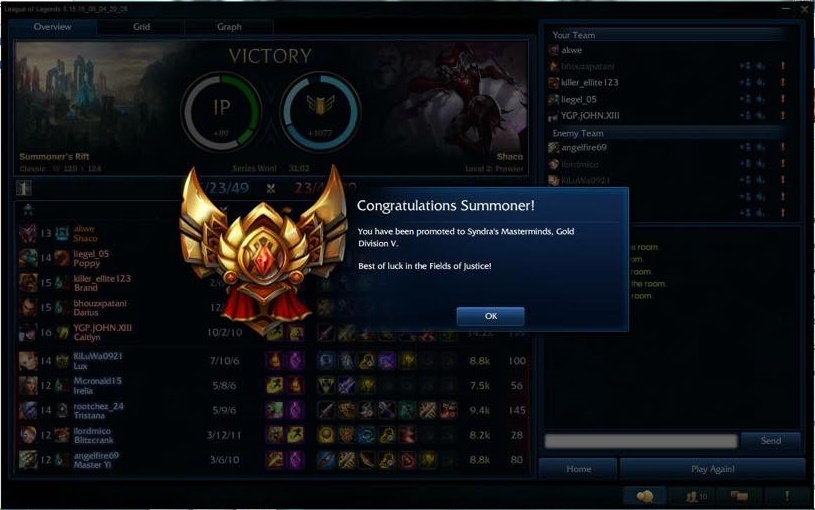 Overview
Grid
Graph
VICTORY
IP
+89
+1077
Summoner's Rift
Series Won!
31:02
Shaco
Your Team
akwe
bhouzxpatani
killer_ellite123
liegel_05
YGP.JOHN.XIII
Enemy Team
angelfire69
ilordmico
KiLuWa0921
Congratulations Summoner!
You have been promoted to Syndra's Masterminds, Gold
Division V.
Best of luck in the Fields of Justice!
OK
13 akwe
Shaco
14 liegel_05
Poppy
15 killer_ellite123
Brand
15 bhouzxpatani
Darius
16 YGP.JOHN.XIII 10/2/10
Caitlyn
14 KiLuWa0921 7/10/6 8.8k 100
Lux
12 Mcronald15 5/8/6 7.5k 56
Irelia
14 rootchez_24 5/9/6 9.4k 145
Tristana
12 ilordmico 3/12/11 8.2k 28
Blitzcrank
12 angelfire69 3/6/10 8.8k 80
Master Yi
Send
Home
Play Again!
10